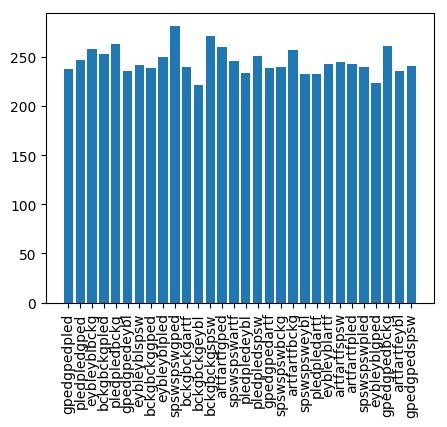 250
200
150
100
50
0
gpedgpedpled
pledpledgped
eybleyblbckg
bckgbckgpled
pledpledbckg
gpedgpedeybl
eybleyblspsw
bckgbckggped
eybleyblpled
spswspswgped
bckgbckgartf
bckgbckgeybl
bckgbckgspsw
artfartfgped
spswspswartf
pledpledeybl
pledpledspsw
gpedgpedartf
spswspswbckg
artfartfbckg
spswspsweybl
pledpledartf
eybleyblartf
artfartfspsw
artfartfpled
spswspswpled
eybleyblgped
gpedgpedbckg
artfartfeybl
gpedgpedspsw